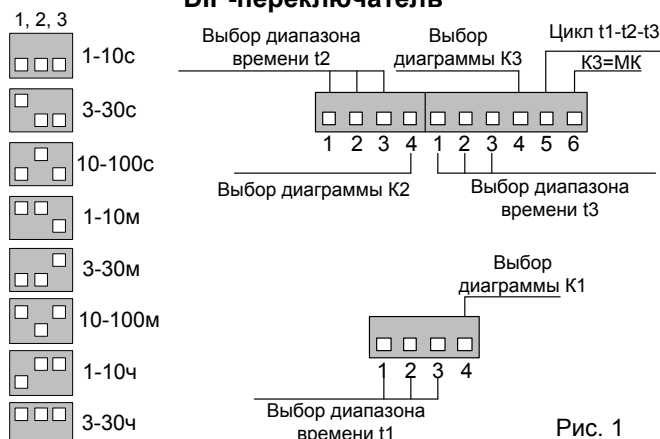 DIP-переключатель
1, 2, 3
1-10с
3-30с
10-100с
1-10м
3-30м
10-100м
1-10ч
3-30ч
Выбор диапазона
времени t2
Выбор
диаграммы К3
Цикл t1-t2-t3
К3=МК
1 2 3 4 1 2 3 4 5 6
Выбор диаграммы К2
Выбор диапазона
времени t3
Выбор
диаграммы К1
1 2 3 4
Выбор диапазона
времени t1
Рис. 1